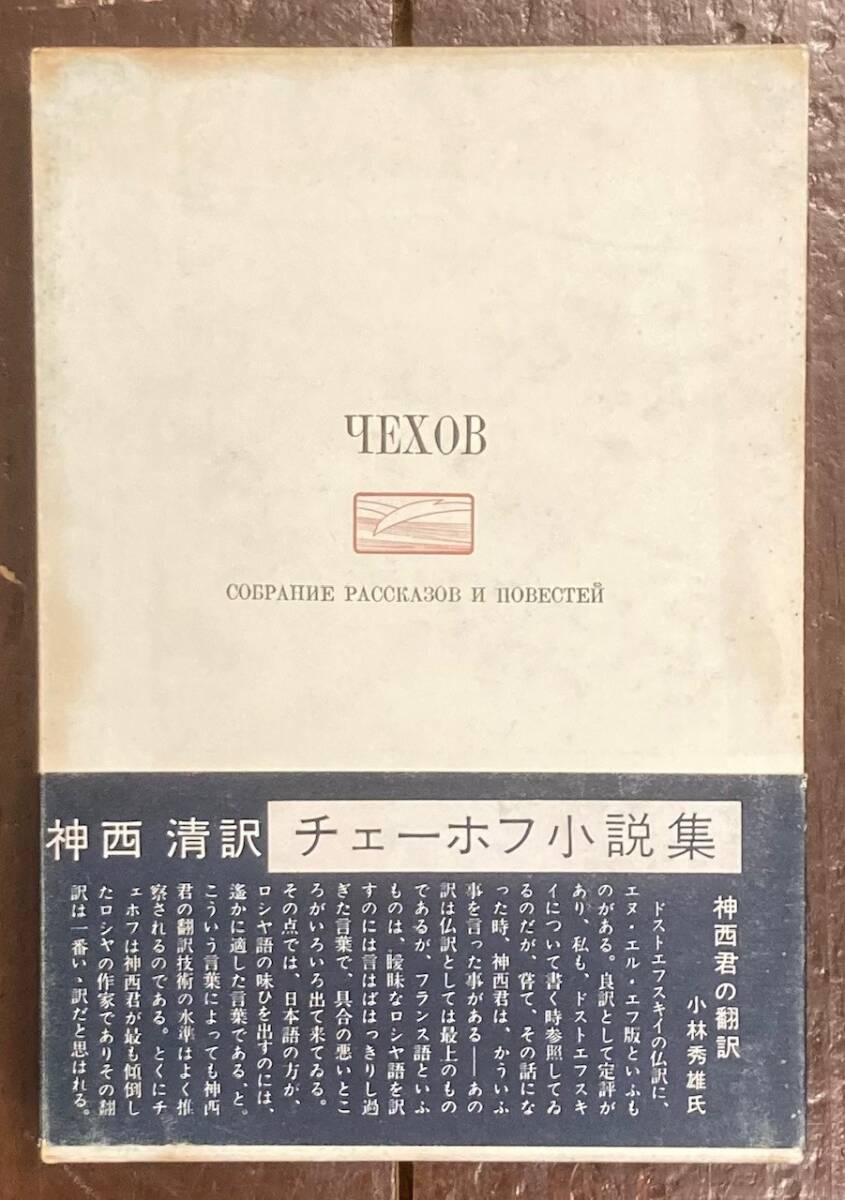 ЧЕХОВ
СОБРАНИЕ РАССКАЗОВ И ПОВЕСТЕЙ
神西 清訳
チェーホフ小説集
神西君の翻訳
小林秀雄氏
ドストエフスキイの仏訳に、
エヌ・エル・エフ版といふも
のがある。良訳として定評が
あり、私も、ドストエフスキ
イについて書く時参照してゐ
るのだが、嘗て、その話にな
った時、神西君は、かういふ
事を言った事がある――あの
訳は仏訳としては最上のもの
であるが、フランス語といふ
ものは、曖昧なロシヤ語を訳
すのには言はばはっきりし過
ぎた言葉で、具合の悪いとこ
ろがいろいろ出て来てゐる。
その点では、日本語の方が、
ロシヤ語の味ひを出すのには、
遙かに適した言葉である、と。
こういう言葉によっても神西
君の翻訳技術の水準はよく推
察されるのである。とくにチ
ェホフは神西君が最も傾倒し
たロシヤの作家でありその翻
訳は一番いゝ訳だと思はれる。